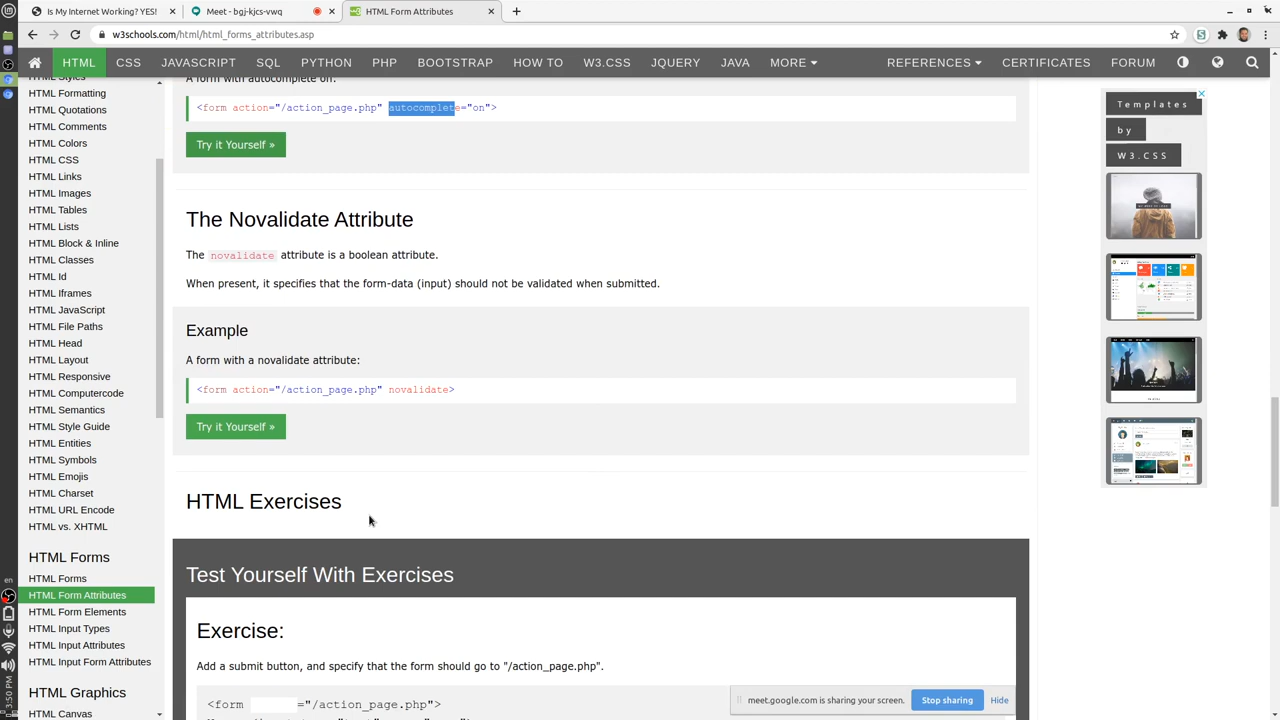 Is My Internet Working? YES!
Meet - bgj-kjcs-vwq
HTML Form Attributes
w3schools.com/html/html_forms_attributes.asp
HTML
CSS
JAVASCRIPT
SQL
PYTHON
PHP
BOOTSTRAP
HOW TO
W3.CSS
JQUERY
JAVA
MORE
REFERENCES
CERTIFICATES
FORUM
HTML Styles
HTML Formatting
HTML Quotations
HTML Comments
HTML Colors
HTML CSS
HTML Links
HTML Images
HTML Tables
HTML Lists
HTML Block & Inline
HTML Classes
HTML Id
HTML Iframes
HTML JavaScript
HTML File Paths
HTML Head
HTML Layout
HTML Responsive
HTML Computercode
HTML Semantics
HTML Style Guide
HTML Entities
HTML Symbols
HTML Emojis
HTML Charset
HTML URL Encode
HTML vs. XHTML
HTML Forms
HTML Forms
HTML Form Attributes
HTML Form Elements
HTML Input Types
HTML Input Attributes
HTML Input Form Attributes
HTML Graphics
HTML Canvas
A form with autocomplete on:
<form action="/action_page.php" autocomplete="on">
Try it Yourself »
The Novalidate Attribute
The novalidate attribute is a boolean attribute.
When present, it specifies that the form-data (input) should not be validated when submitted.
Example
A form with a novalidate attribute:
<form action="/action_page.php" novalidate>
Try it Yourself »
HTML Exercises
Test Yourself With Exercises
Exercise:
Add a submit button, and specify that the form should go to "/action_page.php".
<form ="/action_page.php">
Templates
by
W3.CSS
meet.google.com is sharing your screen.
Stop sharing
Hide
en
3:50 PM